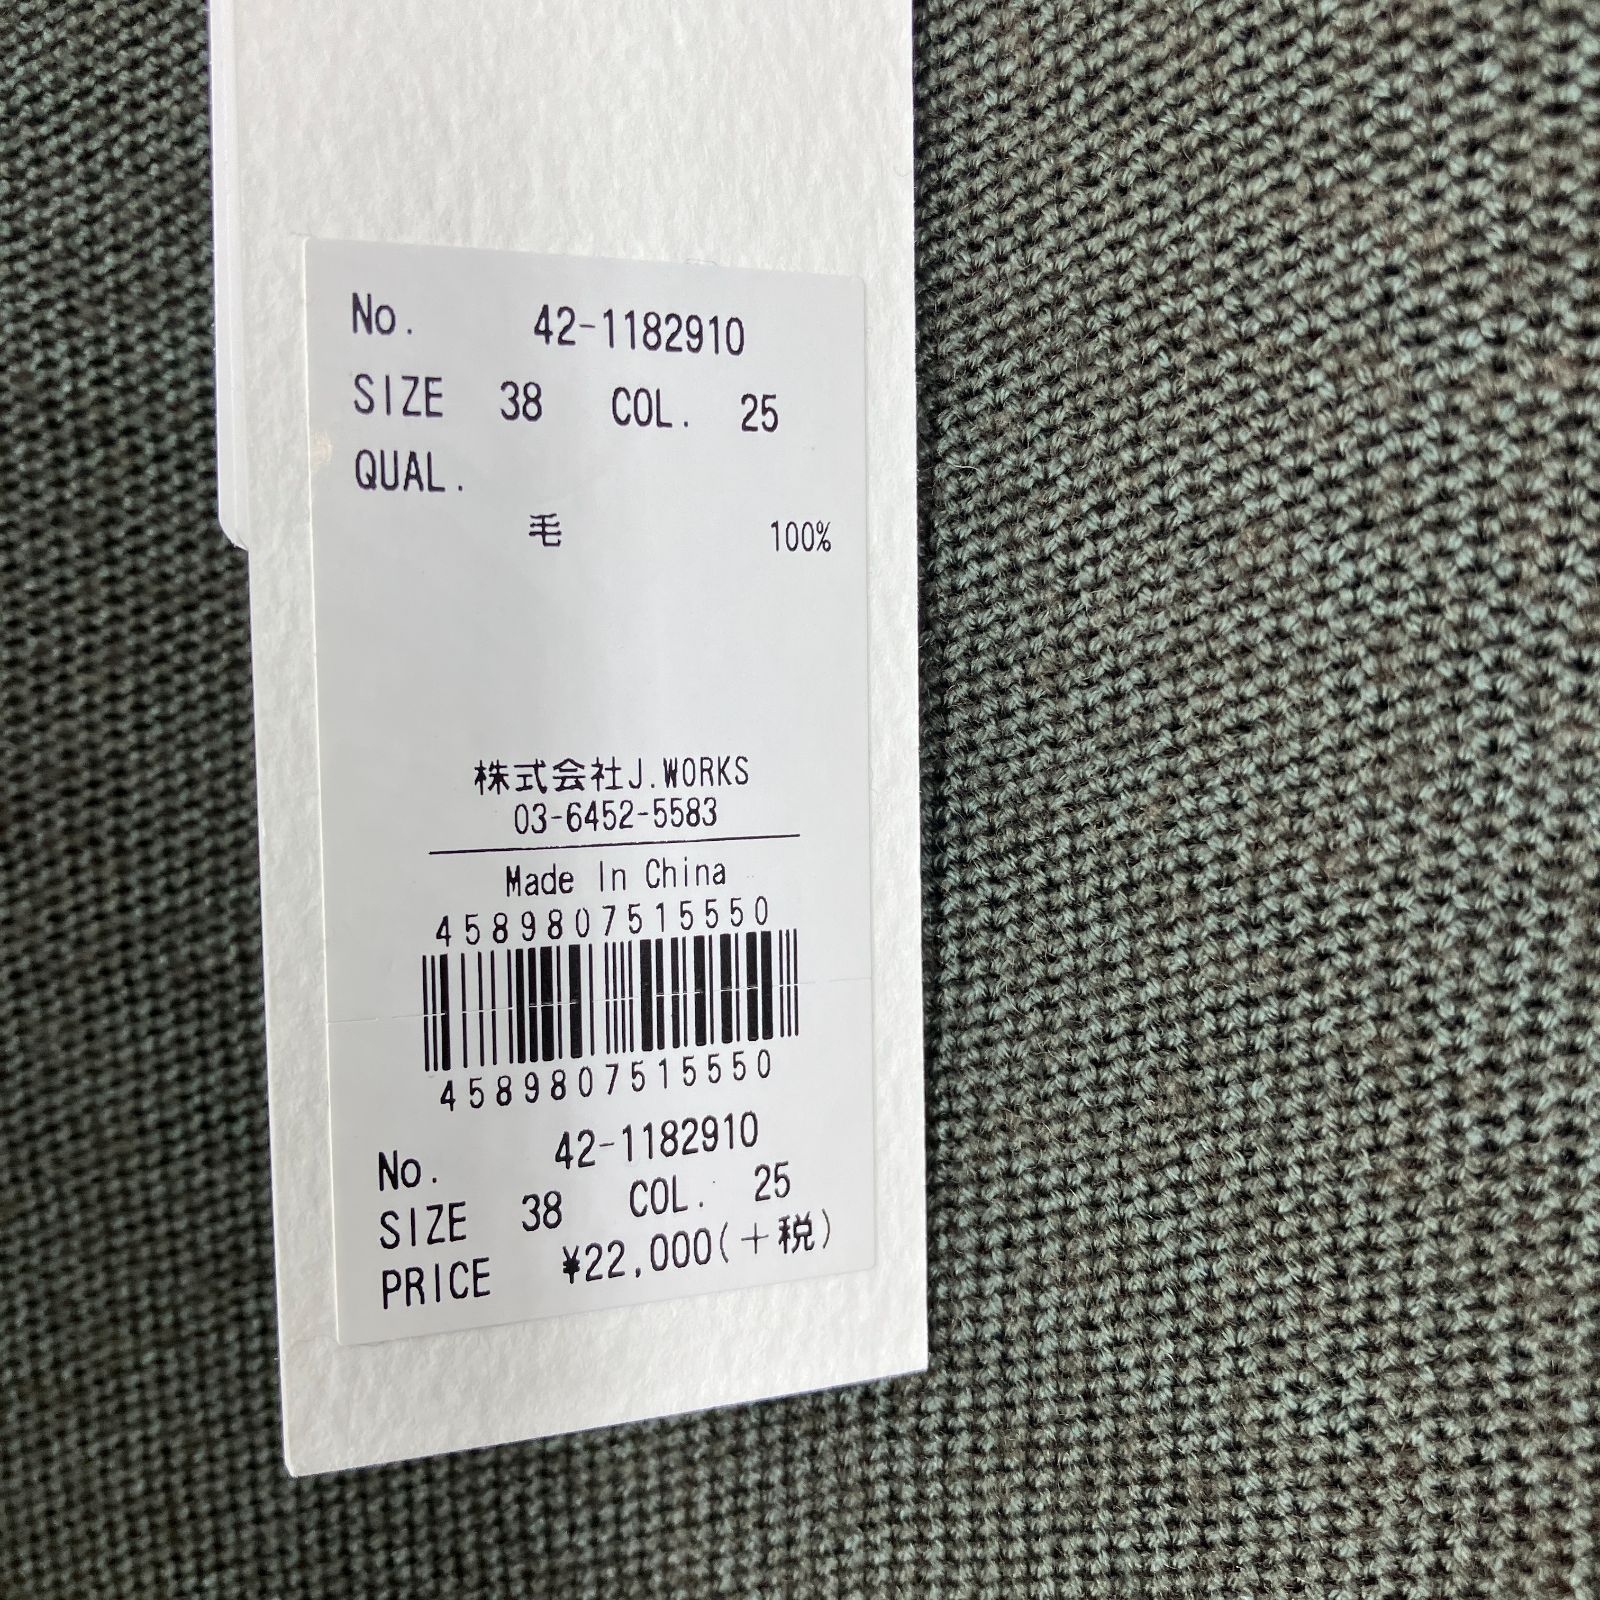 No. 42-1182910
SIZE 38 COL. 25
QUAL.
毛 100%
株式会社J.WORKS
03-6452-5583
Made In China
4589807515550
4589807515550
No. 42-1182910
SIZE 38 COL. 25
PRICE ¥22,000(+税)